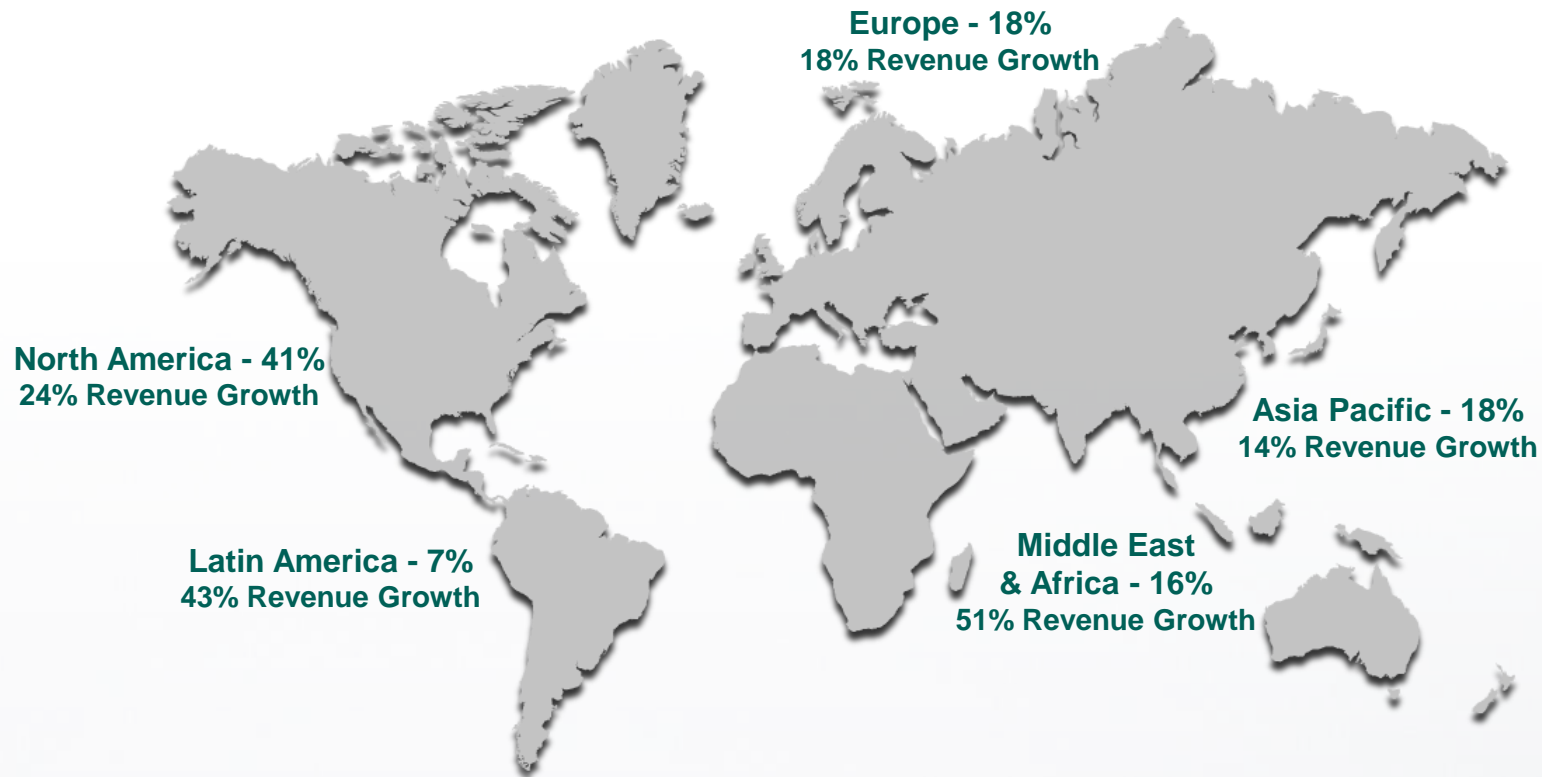 Europe - 18%
18% Revenue Growth
North America - 41%
24% Revenue Growth
Asia Pacific - 18%
14% Revenue Growth
Latin America - 7%
43% Revenue Growth
Middle East
& Africa - 16%
51% Revenue Growth